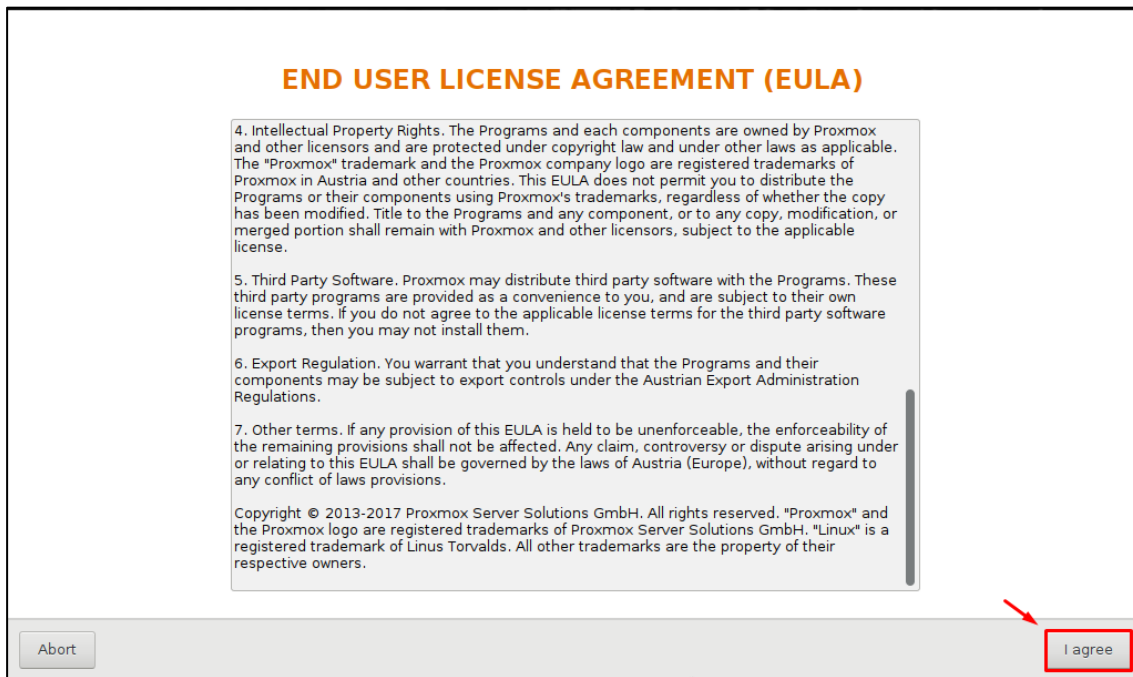 END USER LICENSE AGREEMENT (EULA)
4. Intellectual Property Rights. The Programs and each components are owned by Proxmox
and other licensors and are protected under copyright law and under other laws as applicable.
The "Proxmox" trademark and the Proxmox company logo are registered trademarks of
Proxmox in Austria and other countries. This EULA does not permit you to distribute the
Programs or their components using Proxmox's trademarks, regardless of whether the copy
has been modified. Title to the Programs and any component, or to any copy, modification, or
merged portion shall remain with Proxmox and other licensors, subject to the applicable
license.
5. Third Party Software. Proxmox may distribute third party software with the Programs. These
third party programs are provided as a convenience to you, and are subject to their own
license terms. If you do not agree to the applicable license terms for the third party software
programs, then you may not install them.
6. Export Regulation. You warrant that you understand that the Programs and their
components may be subject to export controls under the Austrian Export Administration
Regulations.
7. Other terms. If any provision of this EULA is held to be unenforceable, the enforceability of
the remaining provisions shall not be affected. Any claim, controversy or dispute arising under
or relating to this EULA shall be governed by the laws of Austria (Europe), without regard to
any conflict of laws provisions.
Copyright © 2013-2017 Proxmox Server Solutions GmbH. All rights reserved. "Proxmox" and
the Proxmox logo are registered trademarks of Proxmox Server Solutions GmbH. "Linux" is a
registered trademark of Linus Torvalds. All other trademarks are the property of their
respective owners.
Abort
I agree